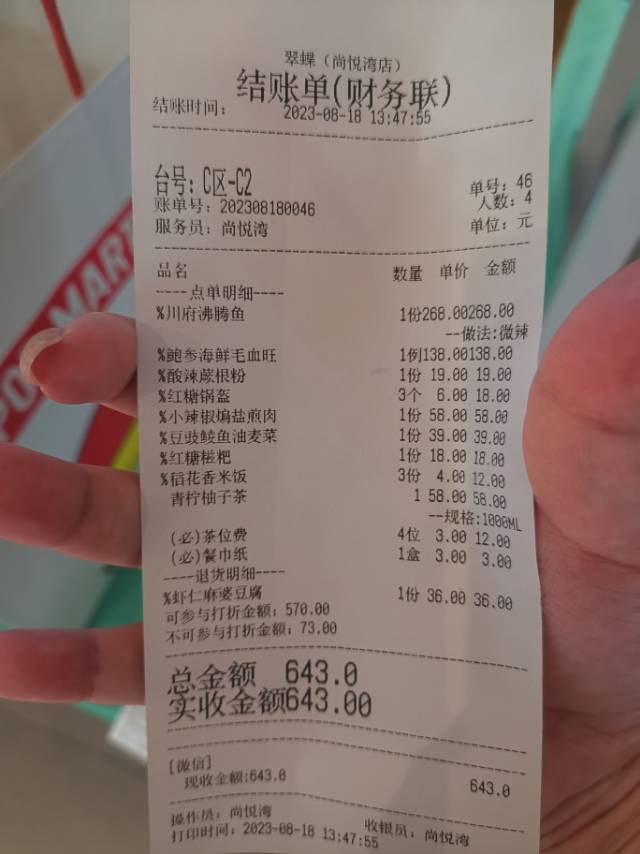 翠蝶（尚悦湾店）
结账单(财务联)
结账时间： 2023-08-18 13:47:55
台号：C区-C2 单号：46
账单号：202308180046 人数：4
服务员：尚悦湾 单位：元
品名 数量 单价 金额
----点单明细----
%川府沸腾鱼 1份268.00268.00
--做法:微辣
%鲍参海鲜毛血旺 1例138.00138.00
%酸辣蕨根粉 1份 19.00 19.00
%红糖锅盔 3个 6.00 18.00
%小辣椒焗盐煎肉 1份 58.00 58.00
%豆豉鲮鱼油麦菜 1份 39.00 39.00
%红糖糍粑 1份 18.00 18.00
%稻花香米饭 3份 4.00 12.00
青柠柚子茶 1 58.00 58.00
--规格:1000ML
(必)茶位费 4位 3.00 12.00
(必)餐巾纸 1盒 3.00 3.00
----退货明细----
%虾仁麻婆豆腐 1份 36.00 36.00
可参与打折金额：570.00
不可参与打折金额：73.00
总金额 643.0
实收金额643.00
[微信]
现收金额:643.0 643.0
操作员：尚悦湾 收银员：尚悦湾
打印时间：2023-08-18 13:47:55
POP MART